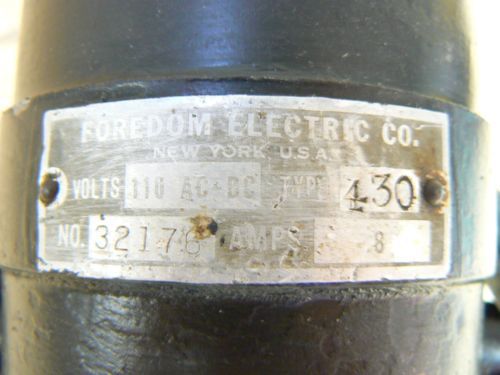 FOREDOM ELECTRIC CO.
NEW YORK U.S.A.
VOLTS 110 AC-DC TYPE 430
NO. 32176 AMPS .8